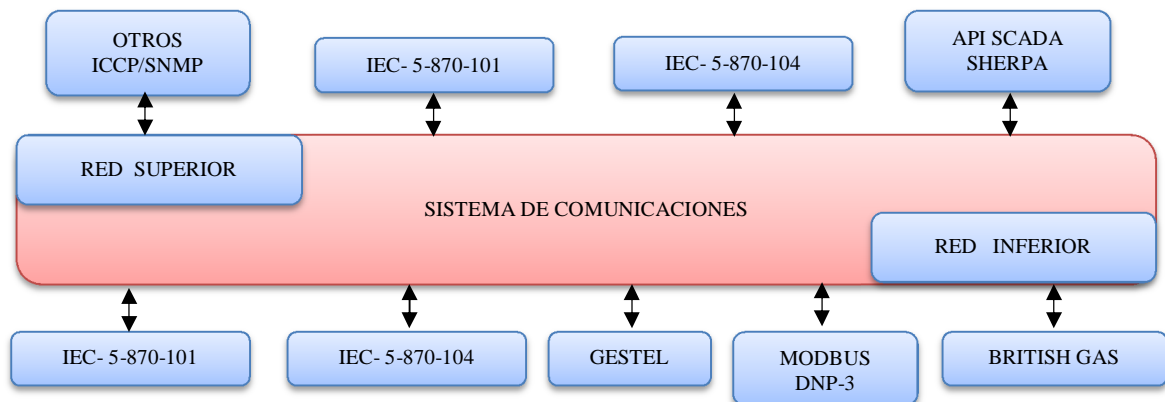 OTROS
ICCP/SNMP
IEC- 5-870-101
IEC- 5-870-104
API SCADA
SHERPA
RED SUPERIOR
SISTEMA DE COMUNICACIONES
RED INFERIOR
IEC- 5-870-101
IEC- 5-870-104
GESTEL
MODBUS
DNP-3
BRITISH GAS